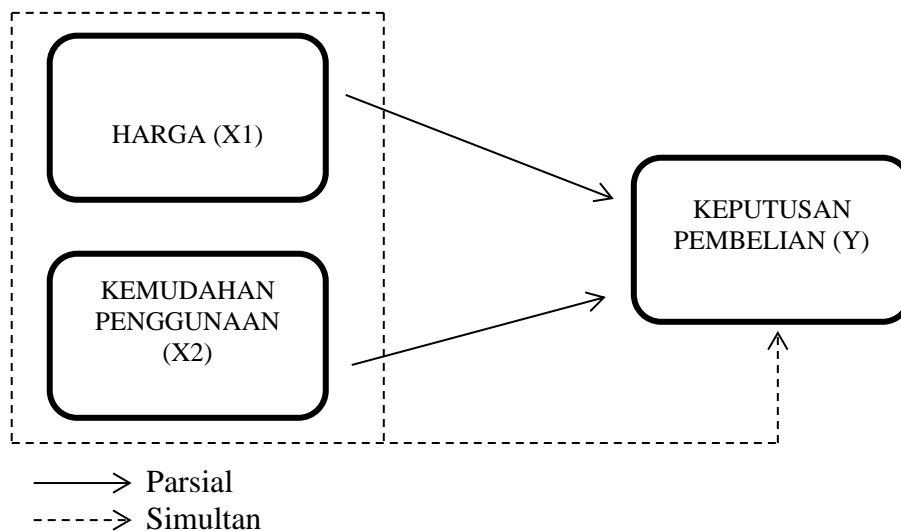 HARGA (X1)
KEMUDAHAN
PENGGUNAAN
(X2)
KEPUTUSAN
PEMBELIAN (Y)
Parsial
Simultan